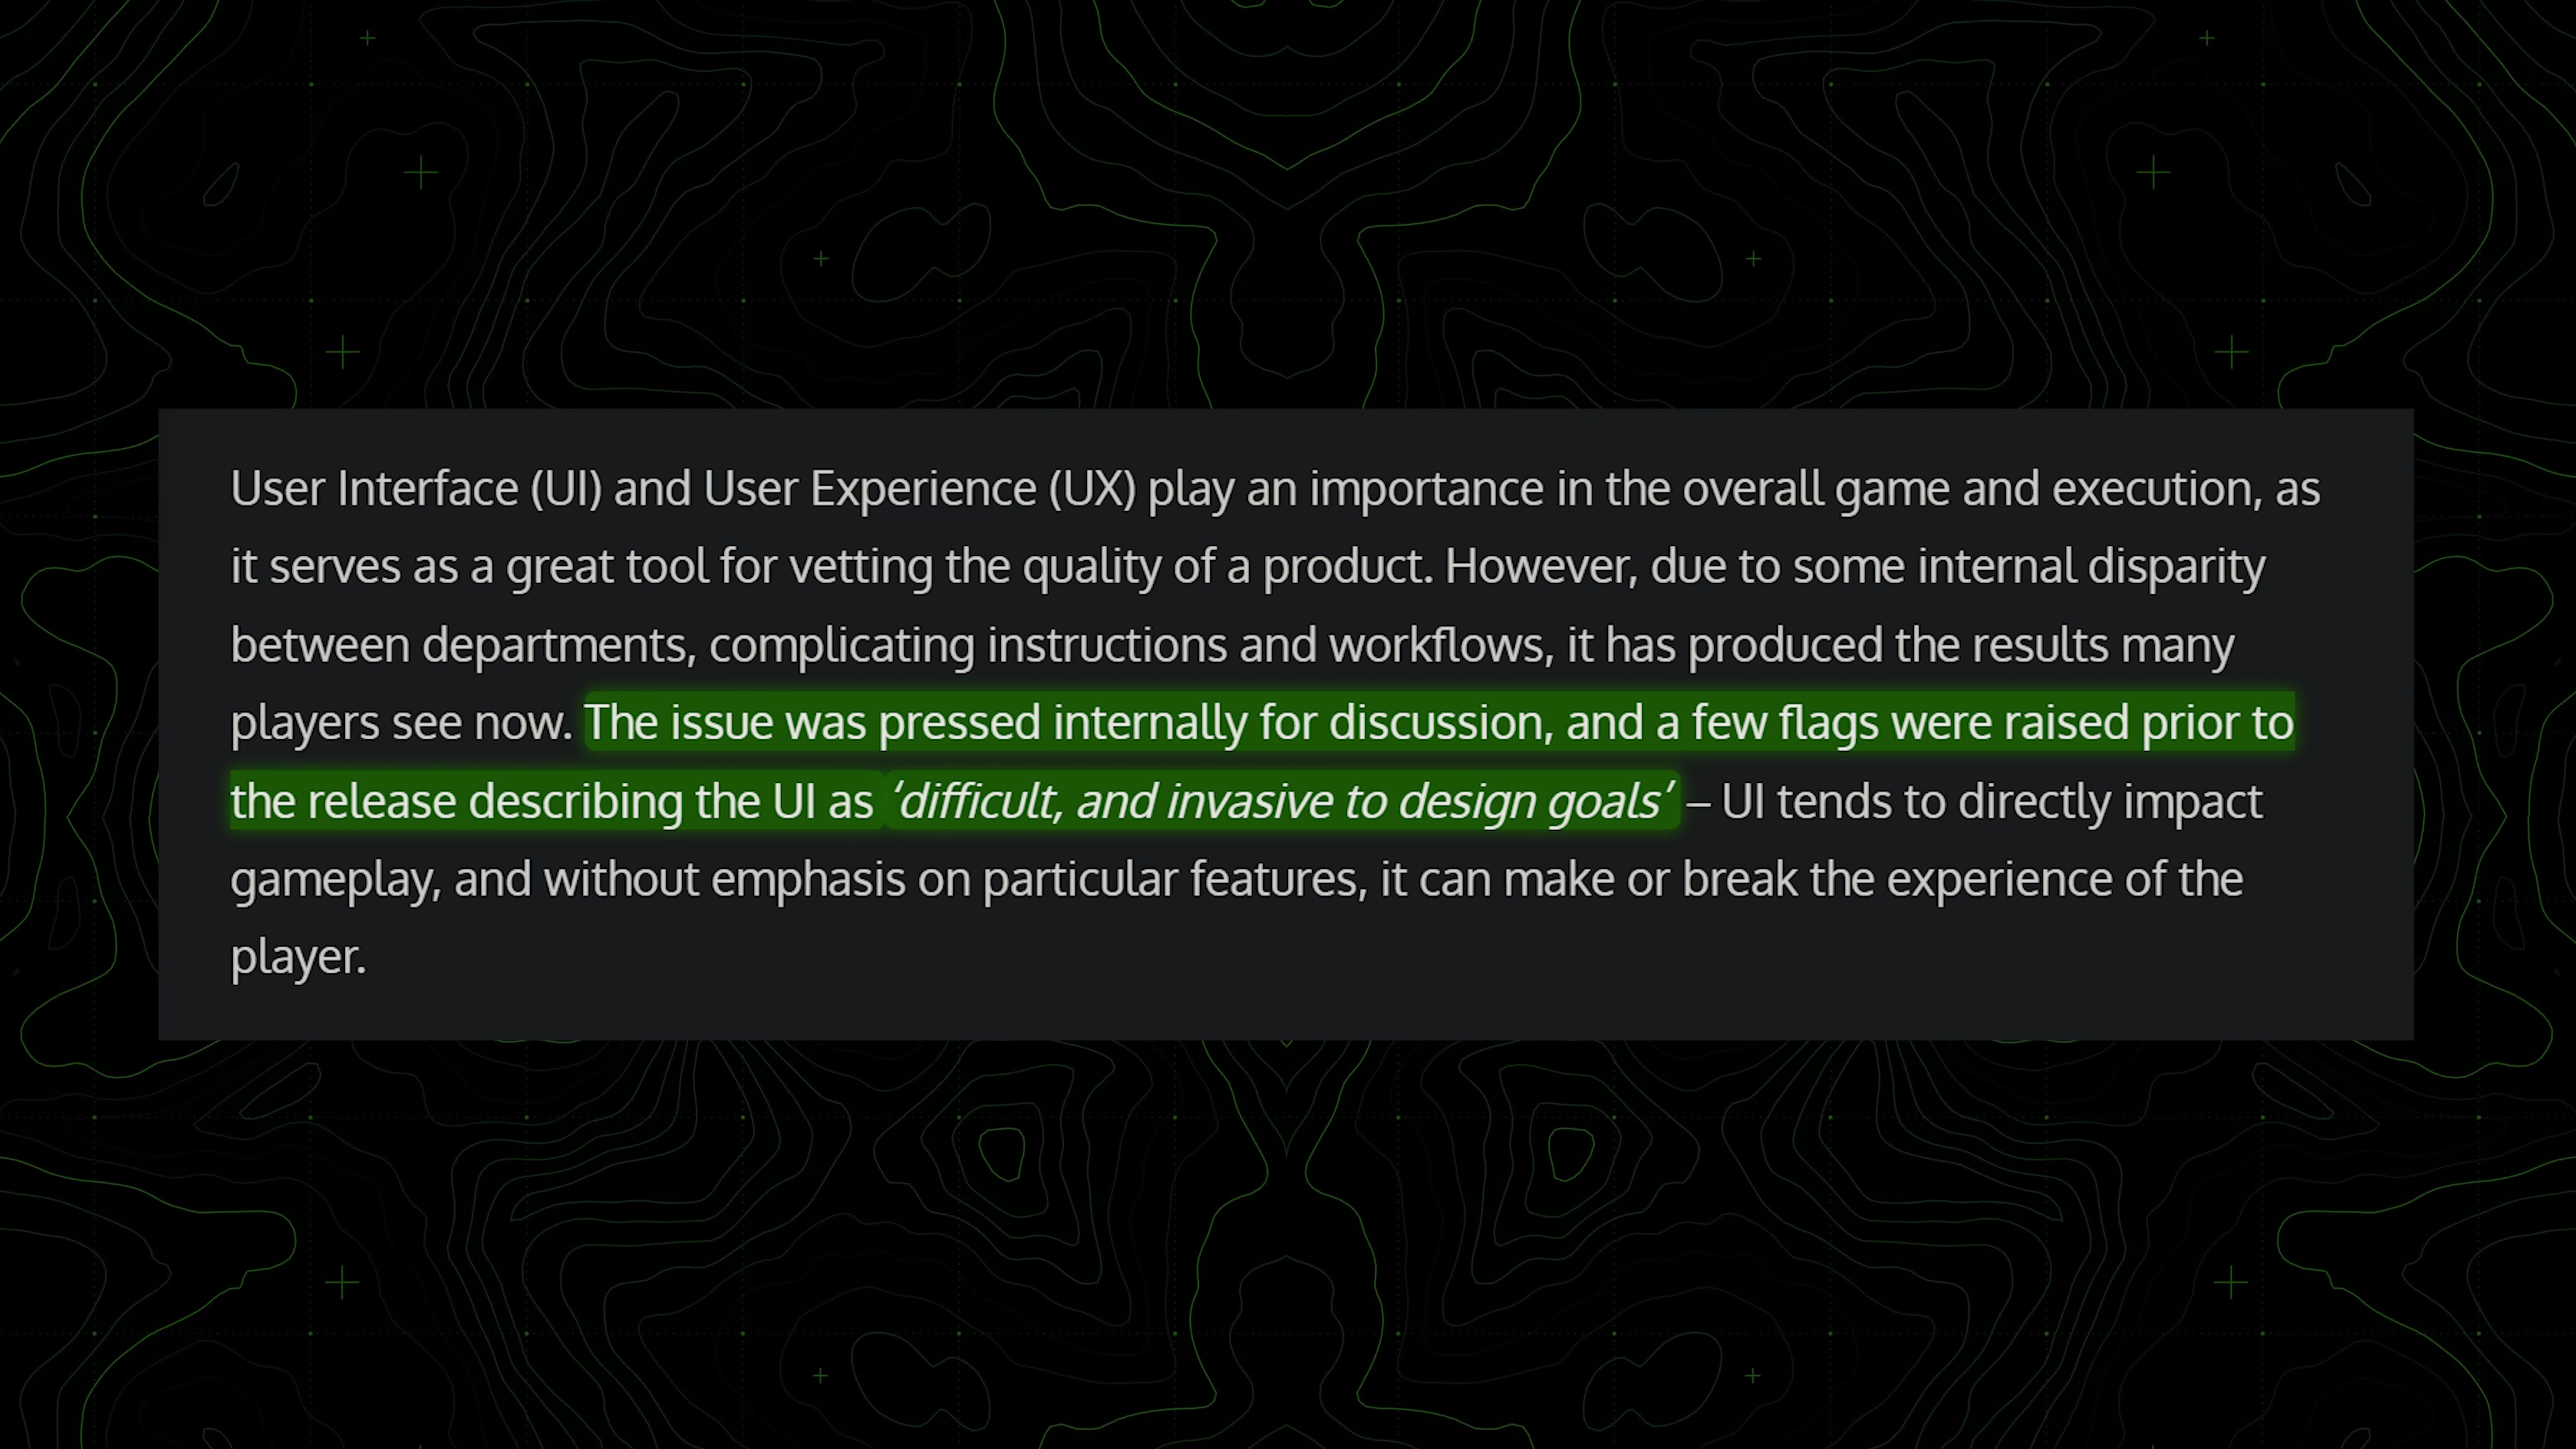 User Interface (UI) and User Experience (UX) play an importance in the overall game and execution, as
it serves as a great tool for vetting the quality of a product. However, due to some internal disparity
between departments, complicating instructions and workflows, it has produced the results many
players see now. The issue was pressed internally for discussion, and a few flags were raised prior to
the release describing the UI as ‘difficult, and invasive to design goals’ – UI tends to directly impact
gameplay, and without emphasis on particular features, it can make or break the experience of the
player.